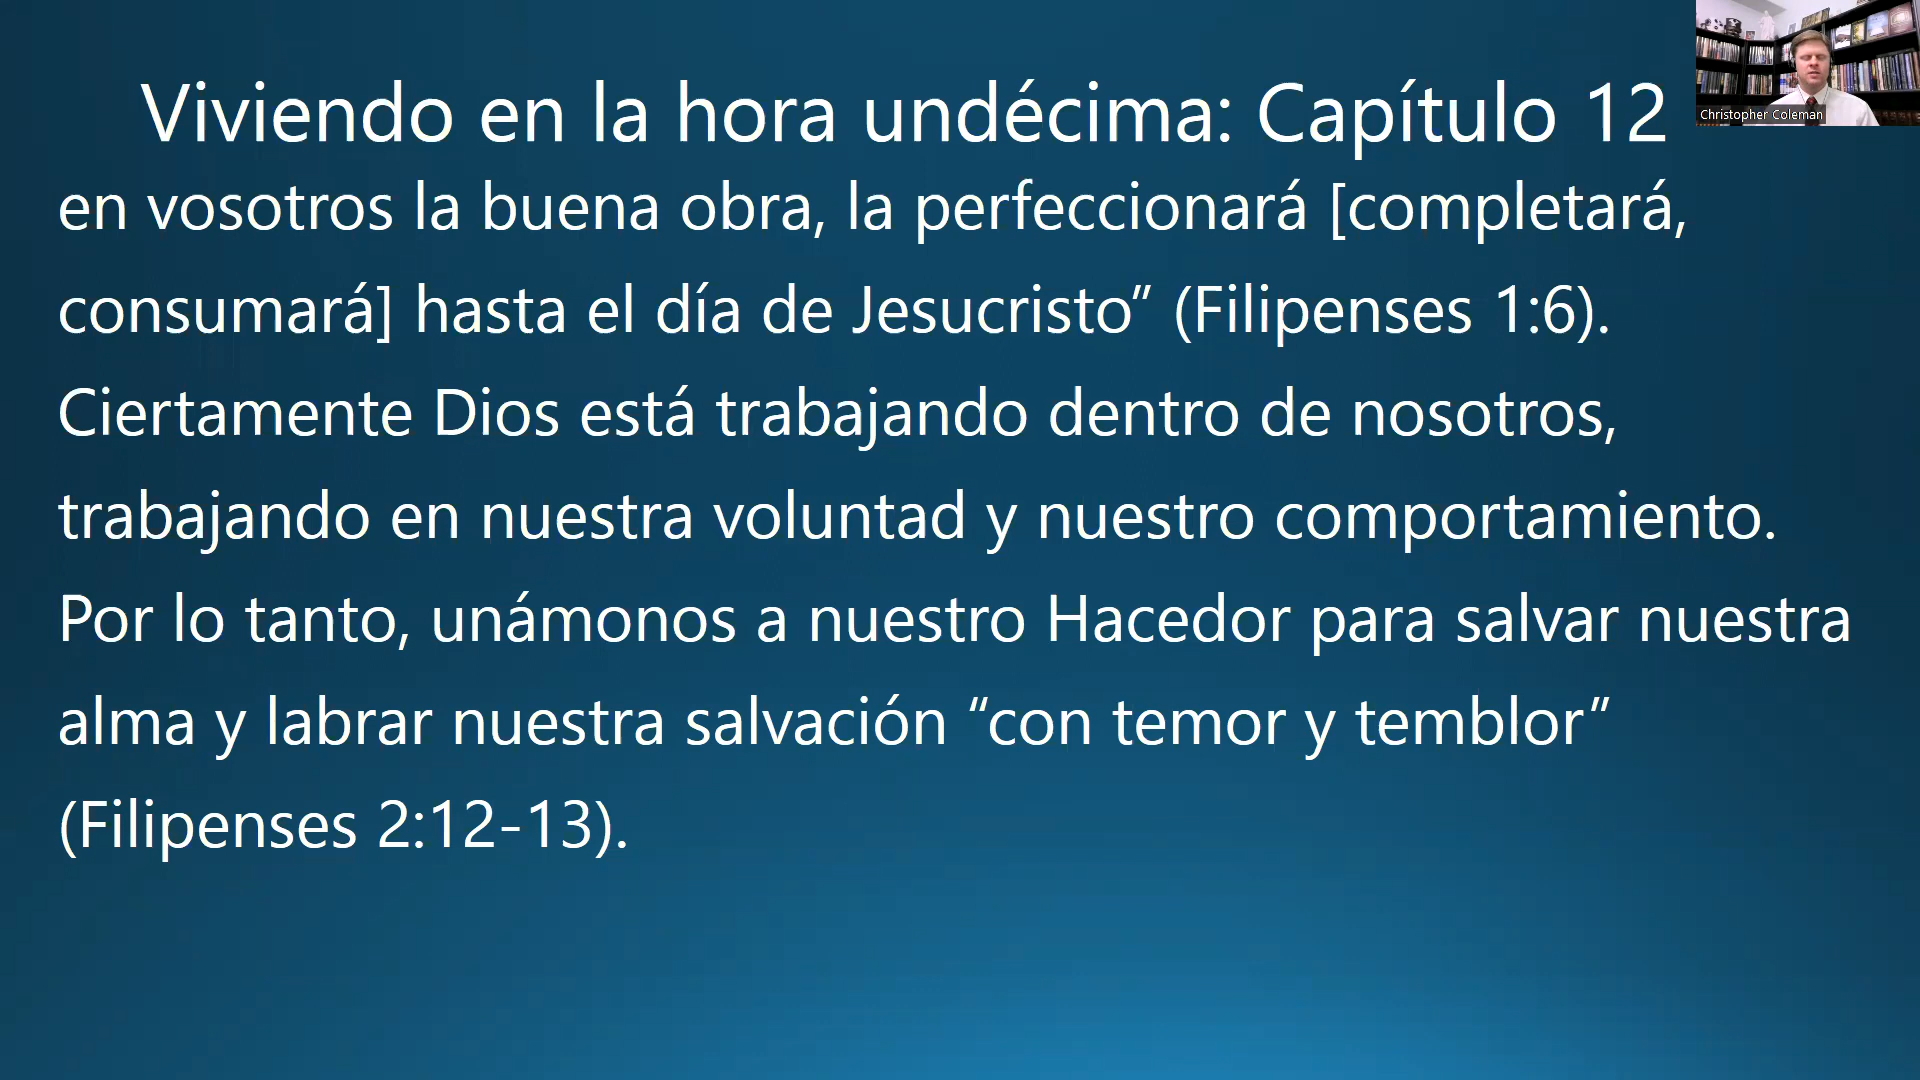 Viviendo en la hora undécima: Capítulo 12
Christopher Coleman
en vosotros la buena obra, la perfeccionará [completará,
consumará] hasta el día de Jesucristo” (Filipenses 1:6).
Ciertamente Dios está trabajando dentro de nosotros,
trabajando en nuestra voluntad y nuestro comportamiento.
Por lo tanto, unámonos a nuestro Hacedor para salvar nuestra
alma y labrar nuestra salvación “con temor y temblor”
(Filipenses 2:12-13).